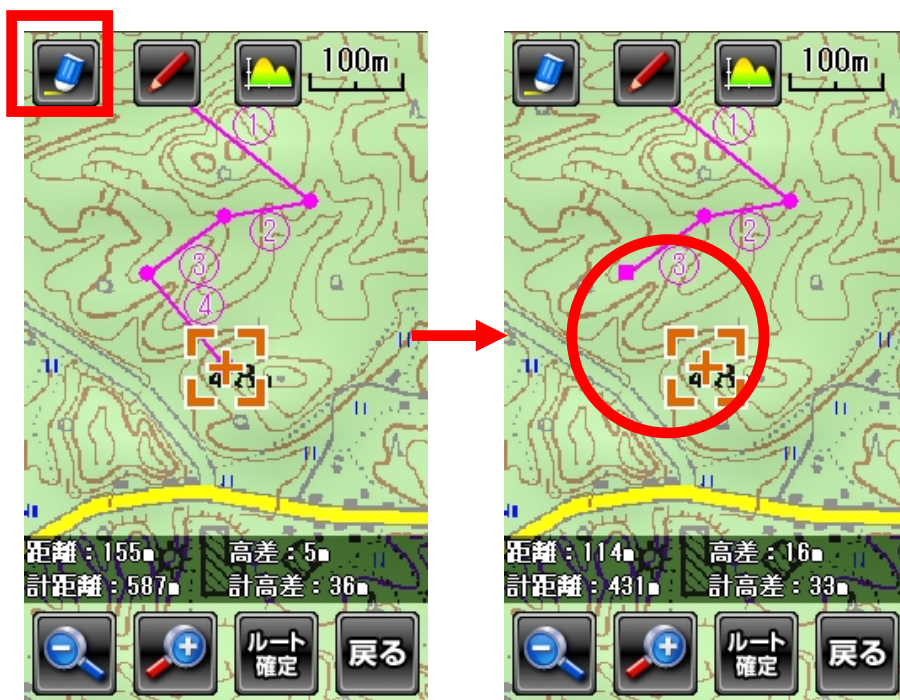 100m
①
②
③
④
距離：155m 高差：5m
計距離：587m 計高差：36m
ルート
確定
戻る
100m
①
②
③
距離：114m 高差：16m
計距離：431m 計高差：33m
ルート
確定
戻る